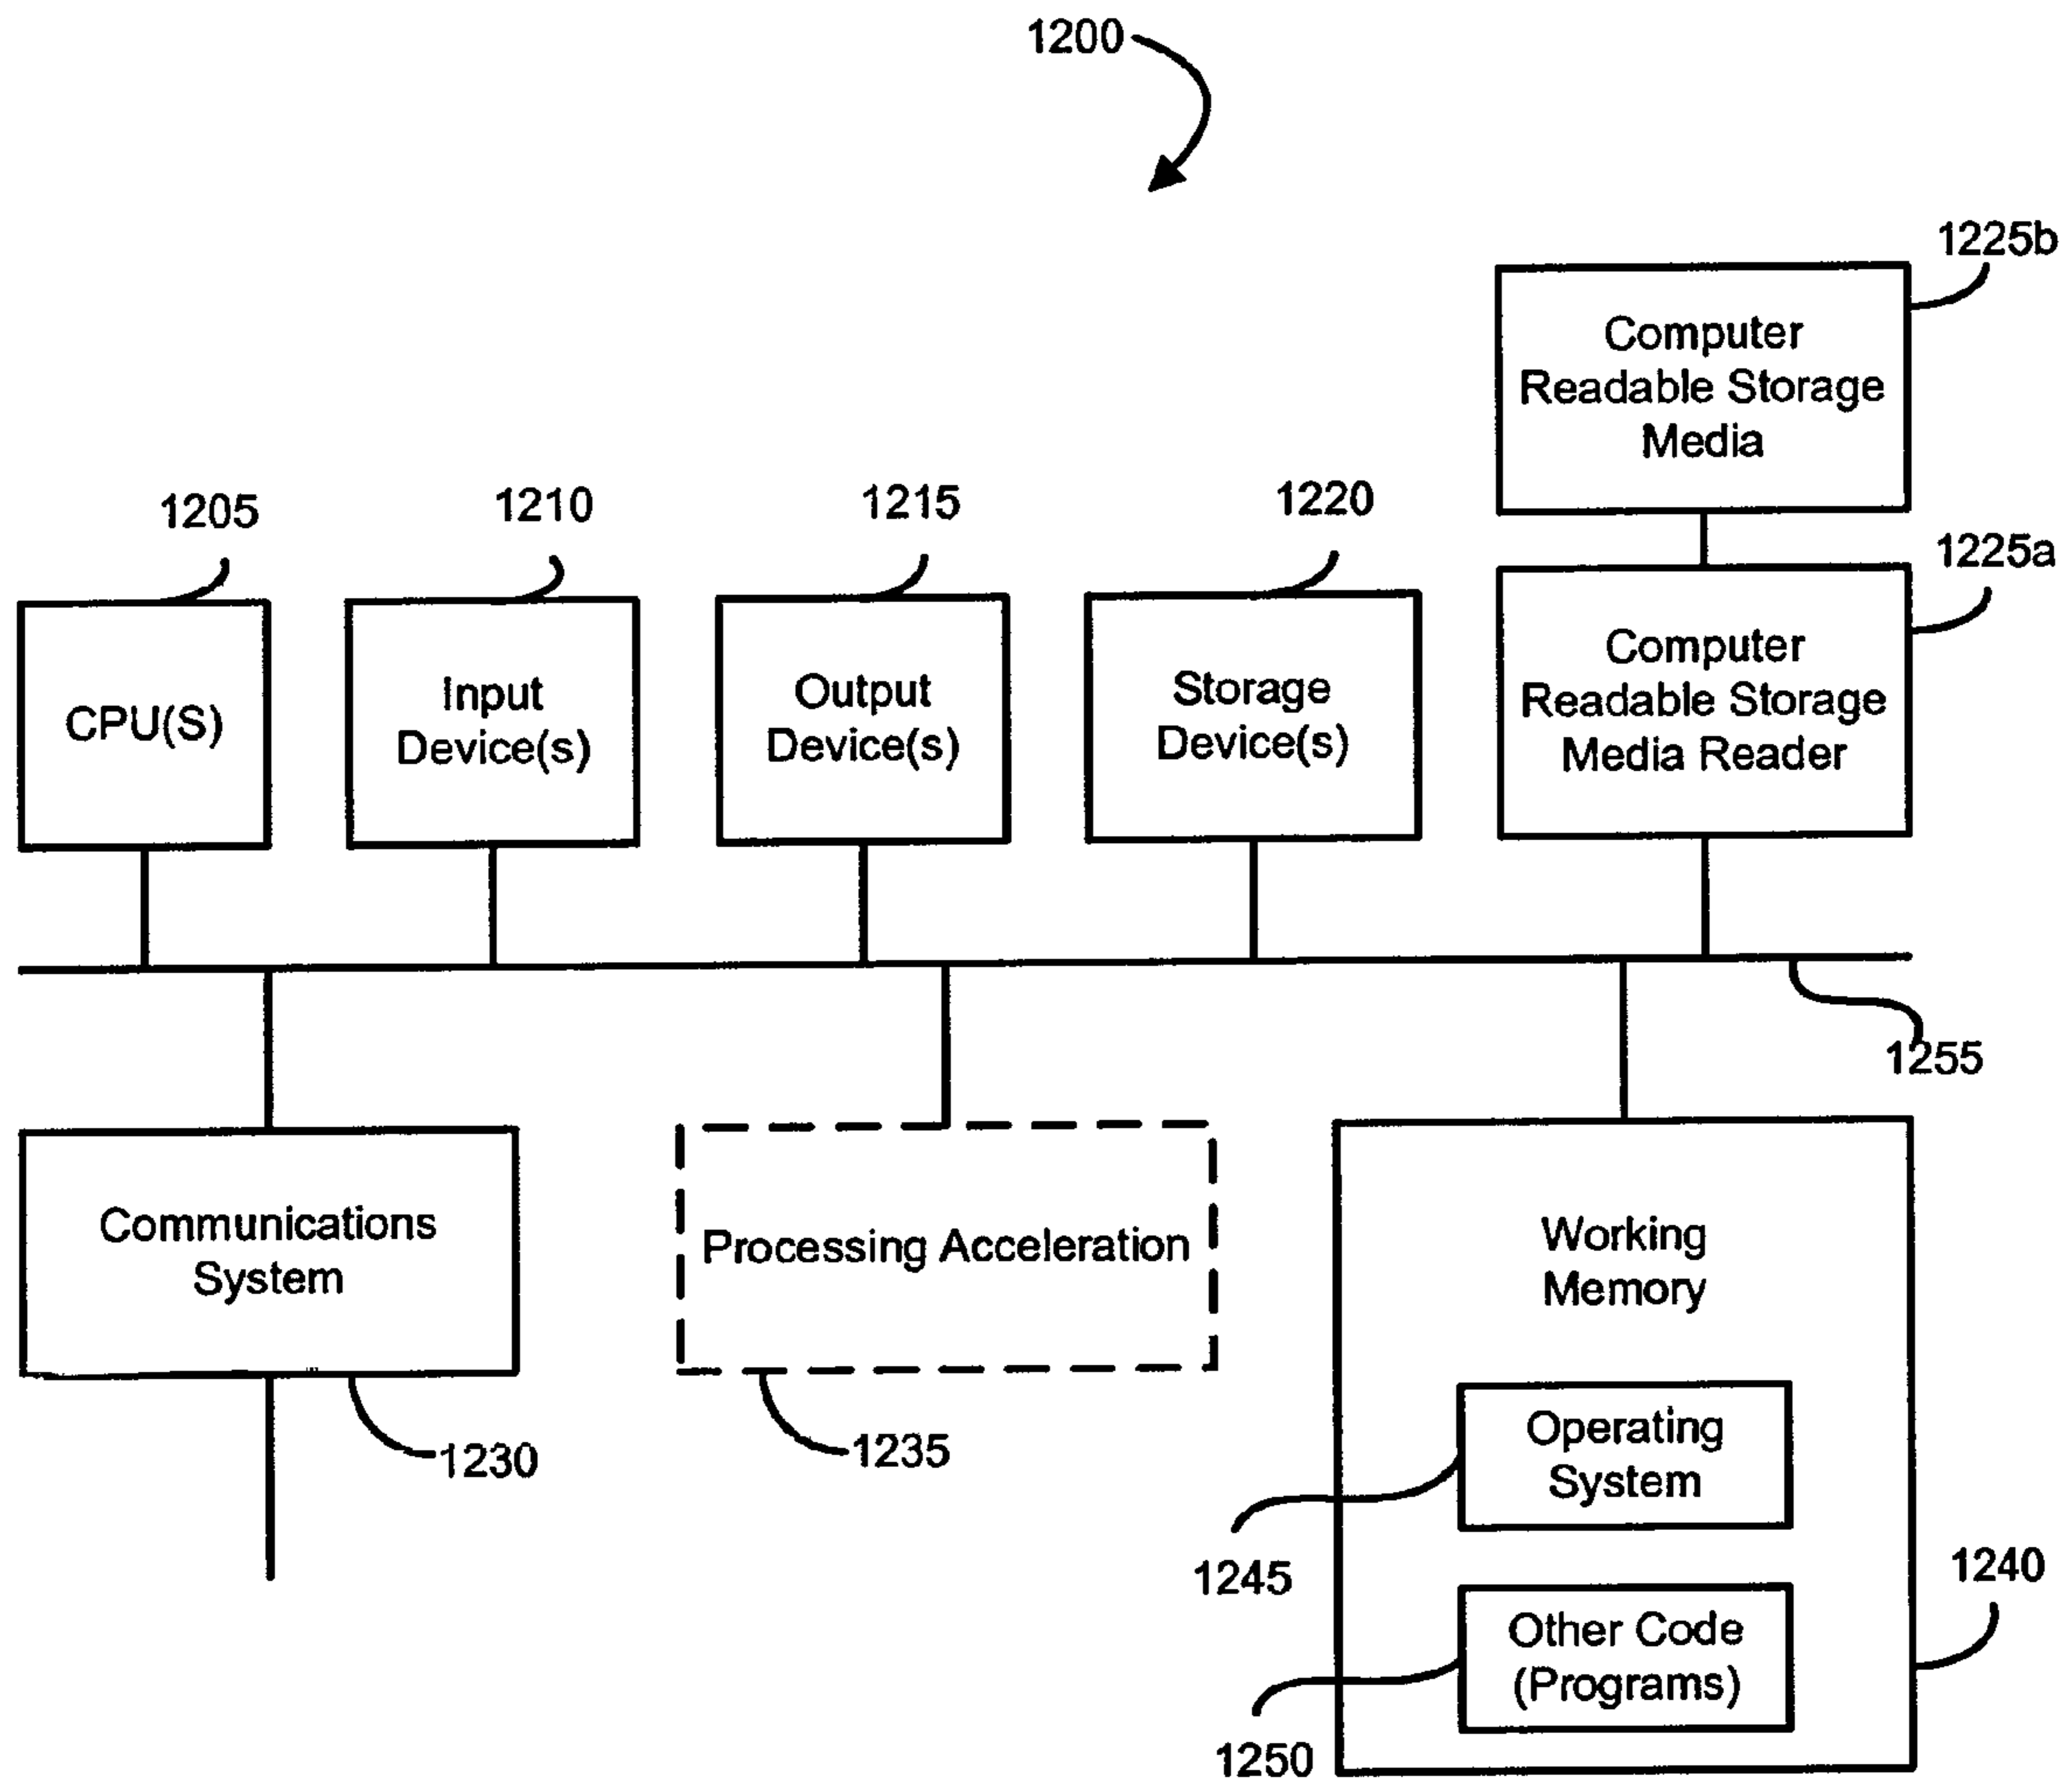 1200
1225b
Computer
Readable Storage
Media
1205
1210
1215
1220
1225a
CPU(S)
Input
Device(s)
Output
Device(s)
Storage
Device(s)
Computer
Readable Storage
Media Reader
1255
Communications
System
1230
Processing Acceleration
1235
Working
Memory
Operating
System
1245
1240
Other Code
(Programs)
1250